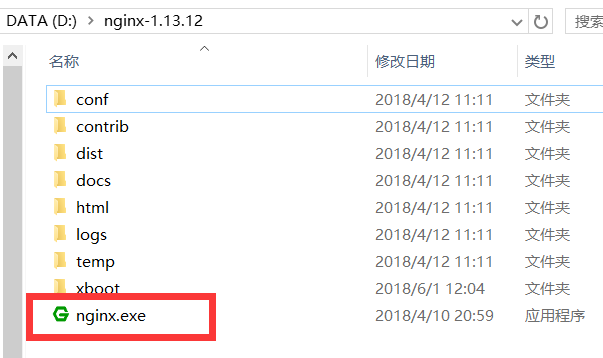 DATA (D:) > nginx-1.13.12 搜索
名称 修改日期 类型
conf 2018/4/12 11:11 文件夹
contrib 2018/4/12 11:11 文件夹
dist 2018/4/12 11:11 文件夹
docs 2018/4/12 11:11 文件夹
html 2018/4/12 11:11 文件夹
logs 2018/4/12 11:11 文件夹
temp 2018/4/12 11:11 文件夹
xboot 2018/6/1 12:04 文件夹
nginx.exe 2018/4/10 20:59 应用程序